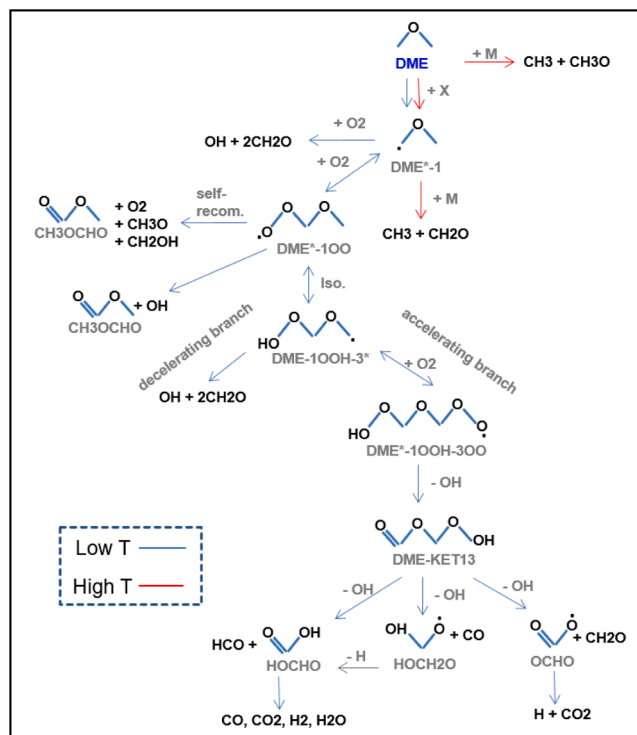 O
DME
+ M
CH3 + CH3O
+ X
+ O2
OH + 2CH2O
O
DME*-1
+ O2
+ M
CH3 + CH2O
self-
recom.
O
O
+ O2
+ CH3O
+ CH2OH
CH3OCHO
O
O
O
DME*-1OO
Iso.
O
O
+ OH
CH3OCHO
decelerating branch
accelerating branch
O
O
HO
DME-1OOH-3*
+ O2
OH + 2CH2O
O
O
O
O
HO
DME*-1OOH-3OO
- OH
O
O
O
OH
DME-KET13
Low T
High T
- OH
- OH
- OH
HCO +
O
OH
HOCHO
- H
OH
O
+ CO
HOCH2O
O
O
+ CH2O
OCHO
CO, CO2, H2, H2O
H + CO2